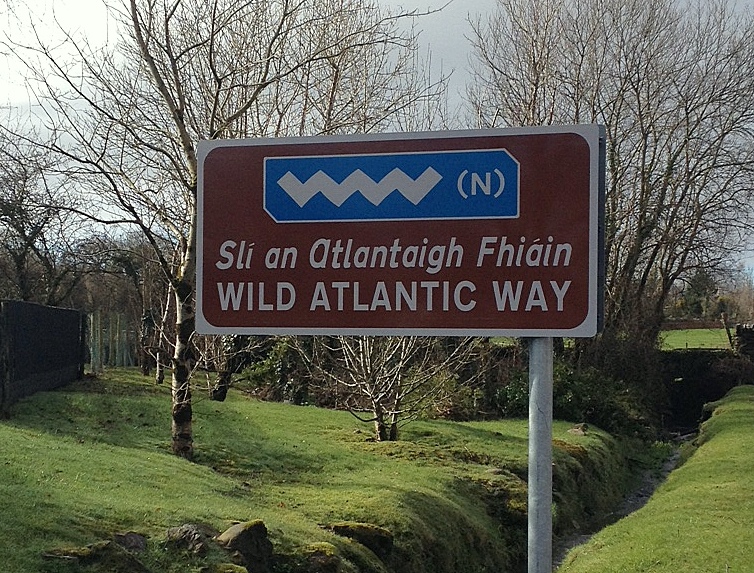 (N)
Slí an Atlantaigh Fhiáin
WILD ATLANTIC WAY